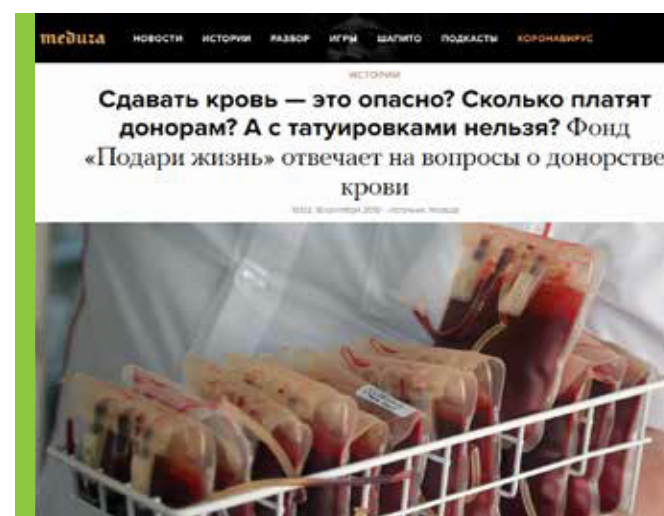 meduza НОВОСТИ ИСТОРИИ РАЗБОР ИГРЫ ШАПИТО ПОДКАСТЫ КОРОНАВИРУС
ИСТОРИИ
Сдавать кровь — это опасно? Сколько платят
донорам? А с татуировками нельзя? Фонд
«Подари жизнь» отвечает на вопросы о донорстве
крови